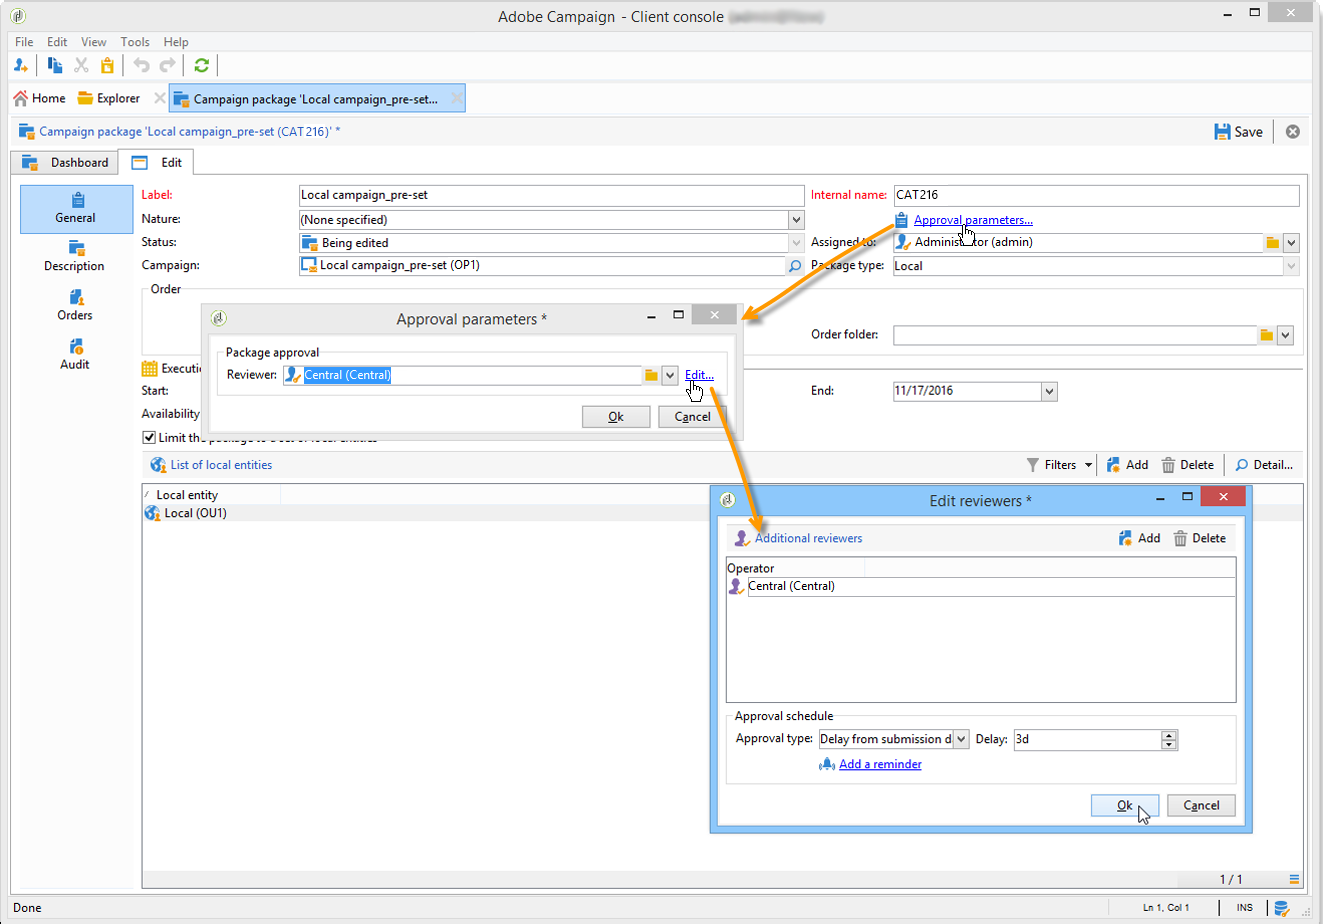 Adobe Campaign - Client console
File Edit View Tools Help
Home Explorer Campaign package 'Local campaign_pre-set...
Campaign package 'Local campaign_pre-set (CAT216)' * Save
Dashboard Edit
General
Description
Orders
Audit
Label: Local campaign_pre-set Internal name: CAT216
Nature: (None specified) Approval parameters...
Status: Being edited Assigned to: Administrator (admin)
Campaign: Local campaign_pre-set (OP1) Package type: Local
Order
Order folder:
Approval parameters *
Package approval
Reviewer: Central (Central) Edit...
Ok Cancel
Executi
Start: End: 11/17/2016
Availability
Limit the package to a set of local entities
List of local entities Filters Add Delete Detail...
Local entity
Local (OU1)
Edit reviewers *
Additional reviewers Add Delete
Operator
Central (Central)
Approval schedule
Approval type: Delay from submission d Delay: 3d
Add a reminder
Ok Cancel
1 / 1
Done Ln 1, Col 1 INS